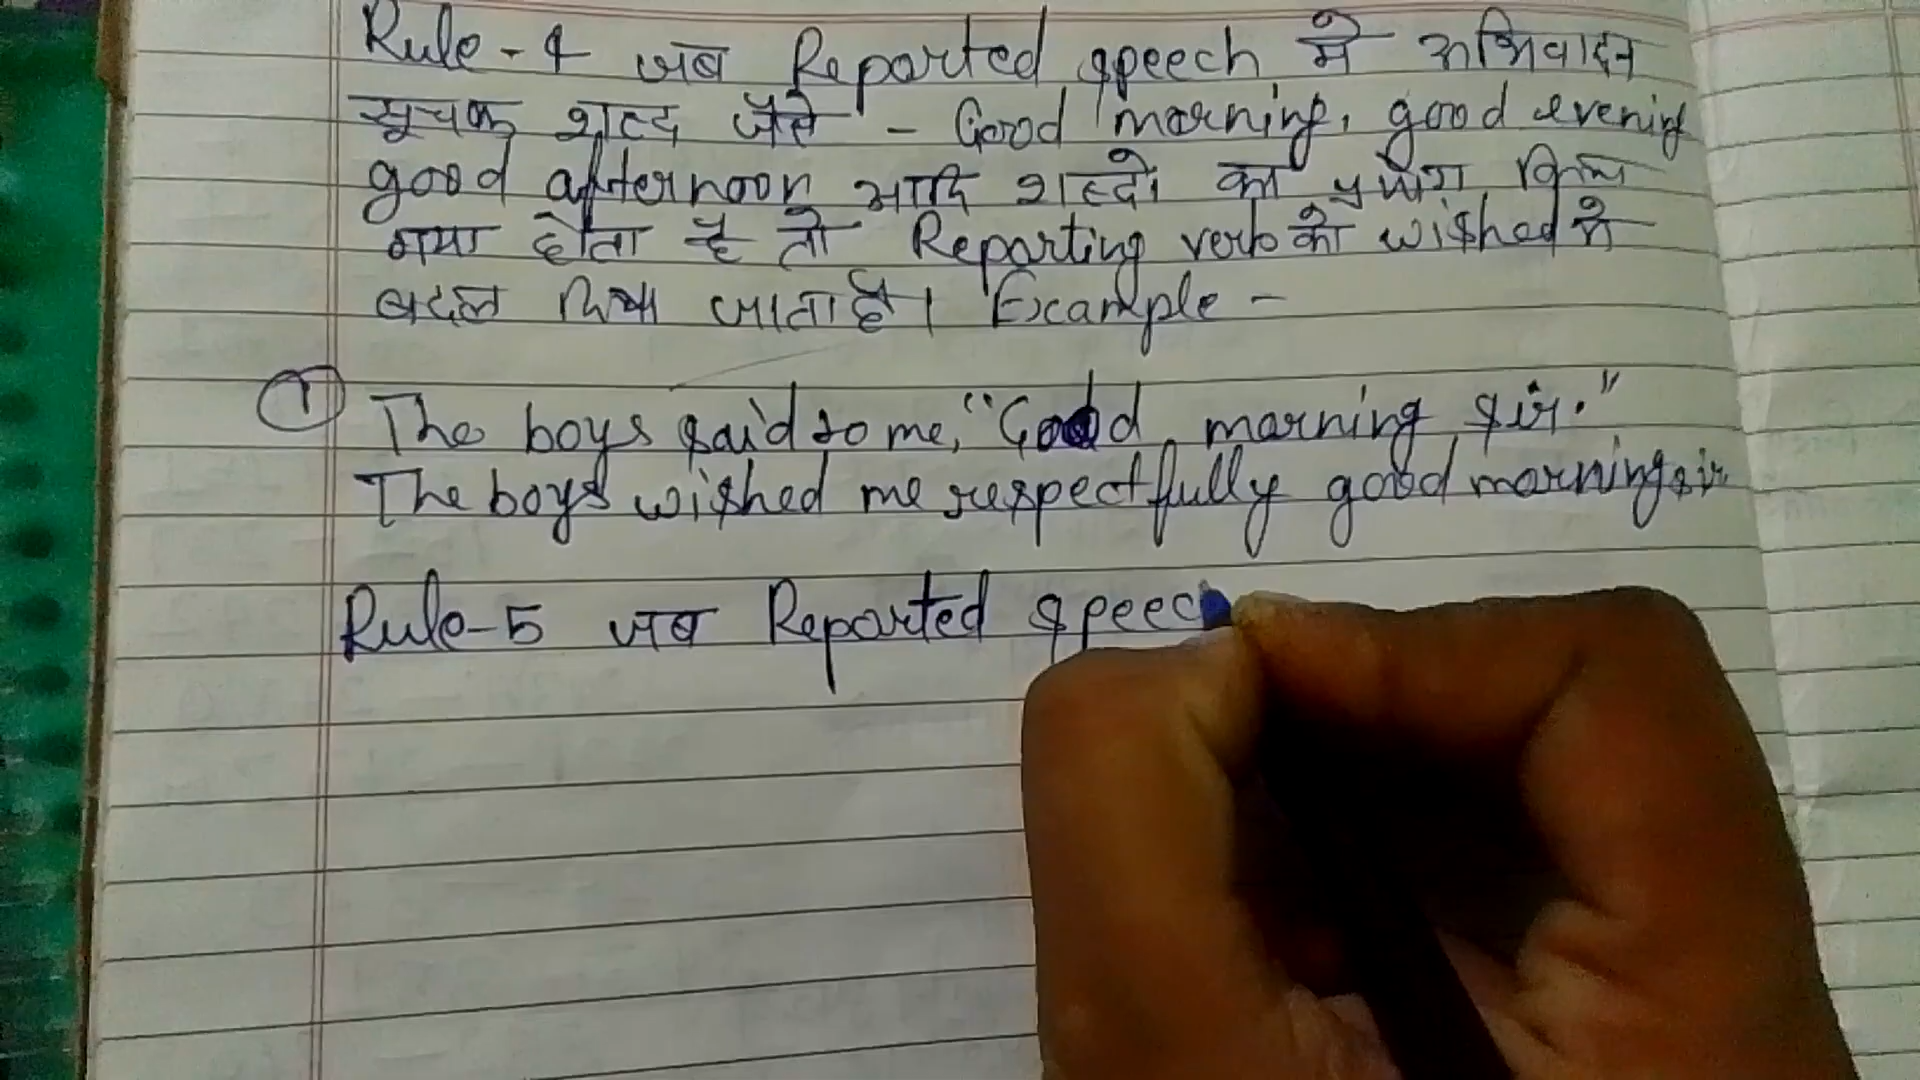 Rule-4 जब Reported speech मे अभिवादन
सूचक शब्द जैसे - Good morning, good evening
good afternoon आदि शब्दो का प्रयोग किया
गया होता है तो Reporting verb को wished मे
बदल दिया जाता है। Example -
① The boys said to me, "Good morning sir."
The boys wished me respectfully good morning sir
Rule-5 जब Reported speech